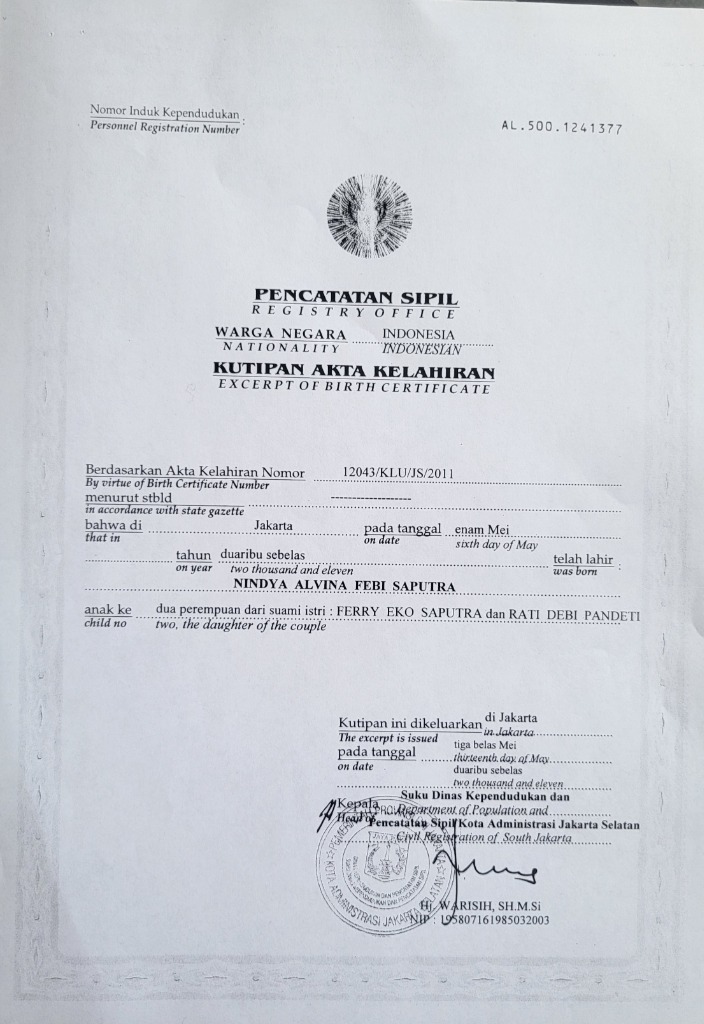 Nomor Induk Kependudukan :
Personnel Registration Number
AL.500.1241377
PENCATATAN SIPIL
REGISTRY OFFICE
WARGA NEGARA INDONESIA
NATIONALITY INDONESIAN
KUTIPAN AKTA KELAHIRAN
EXCERPT OF BIRTH CERTIFICATE
Berdasarkan Akta Kelahiran Nomor 12043/KLU/JS/2011
By virtue of Birth Certificate Number
menurut stbld -------------------
in accordance with state gazette
bahwa di Jakarta pada tanggal enam Mei
that in on date sixth day of May
tahun duaribu sebelas telah lahir :
on year two thousand and eleven was born
NINDYA ALVINA FEBI SAPUTRA
anak ke dua perempuan dari suami istri : FERRY EKO SAPUTRA dan RATI DEBI PANDETI
child no two, the daughter of the couple
Kutipan ini dikeluarkan di Jakarta
The excerpt is issued in Jakarta
pada tanggal tiga belas Mei
on date thirteenth day of May
duaribu sebelas
two thousand and eleven
Kepala Suku Dinas Kependudukan dan
Head of Department of Population and
Pencatatan Sipil Kota Administrasi Jakarta Selatan
Civil Registration of South Jakarta
KOTA ADMINISTRASI JAKARTA SELATAN
Hj. WARISIH, SH.M.Si
NIP : 195807161985032003